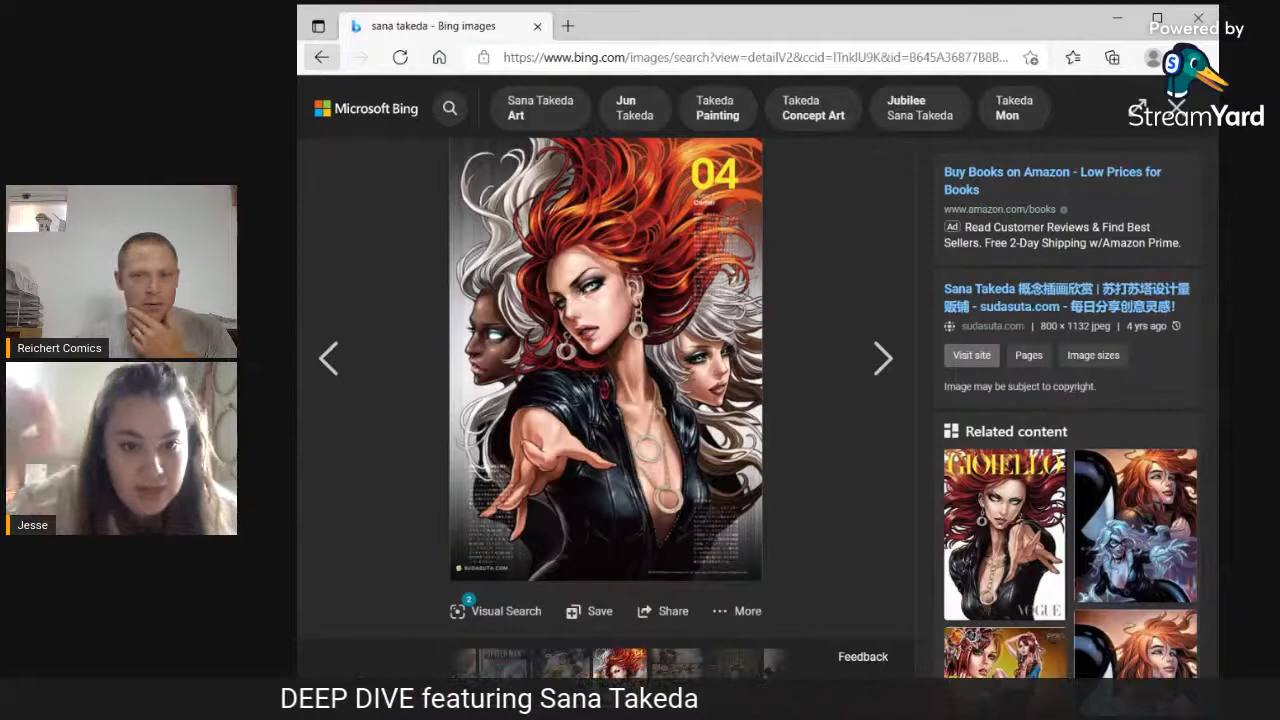 sana takeda - Bing images
Powered by
StreamYard
https://www.bing.com/images/search?view=detailV2&ccid=lTnklU9K&id=B645A36877B8B...
Microsoft Bing
Sana Takeda
Art
Jun
Takeda
Takeda
Painting
Takeda
Concept Art
Jubilee
Sana Takeda
Takeda
Mon
04
SUDASUTA.COM
Buy Books on Amazon - Low Prices for
Books
www.amazon.com/books
Ad Read Customer Reviews & Find Best
Sellers. Free 2-Day Shipping w/Amazon Prime.
Sana Takeda 概念插画欣赏 | 苏打苏塔设计量
贩铺 - sudasuta.com - 每日分享创意灵感!
sudasuta.com | 800 × 1132 jpeg | 4 yrs ago
Visit site
Pages
Image sizes
Image may be subject to copyright.
Related content
GIOIELLO
VOGUE
Reichert Comics
Jesse
2
Visual Search
Save
Share
More
Feedback
DEEP DIVE featuring Sana Takeda